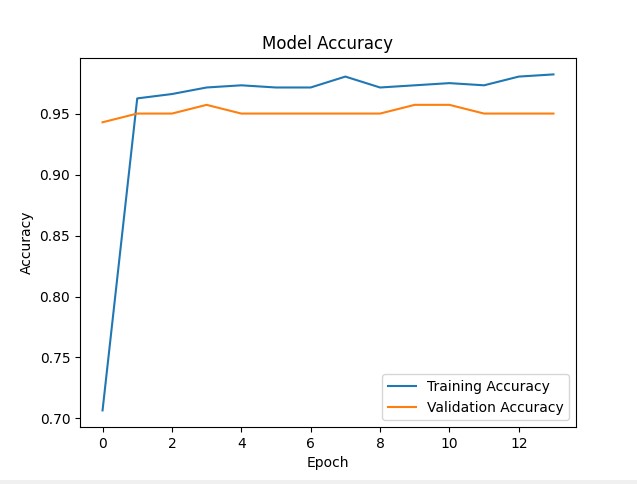 Model Accuracy
0.95
0.90
0.85
0.80
0.75
0.70
Accuracy
Training Accuracy
Validation Accuracy
0 2 4 6 8 10 12
Epoch